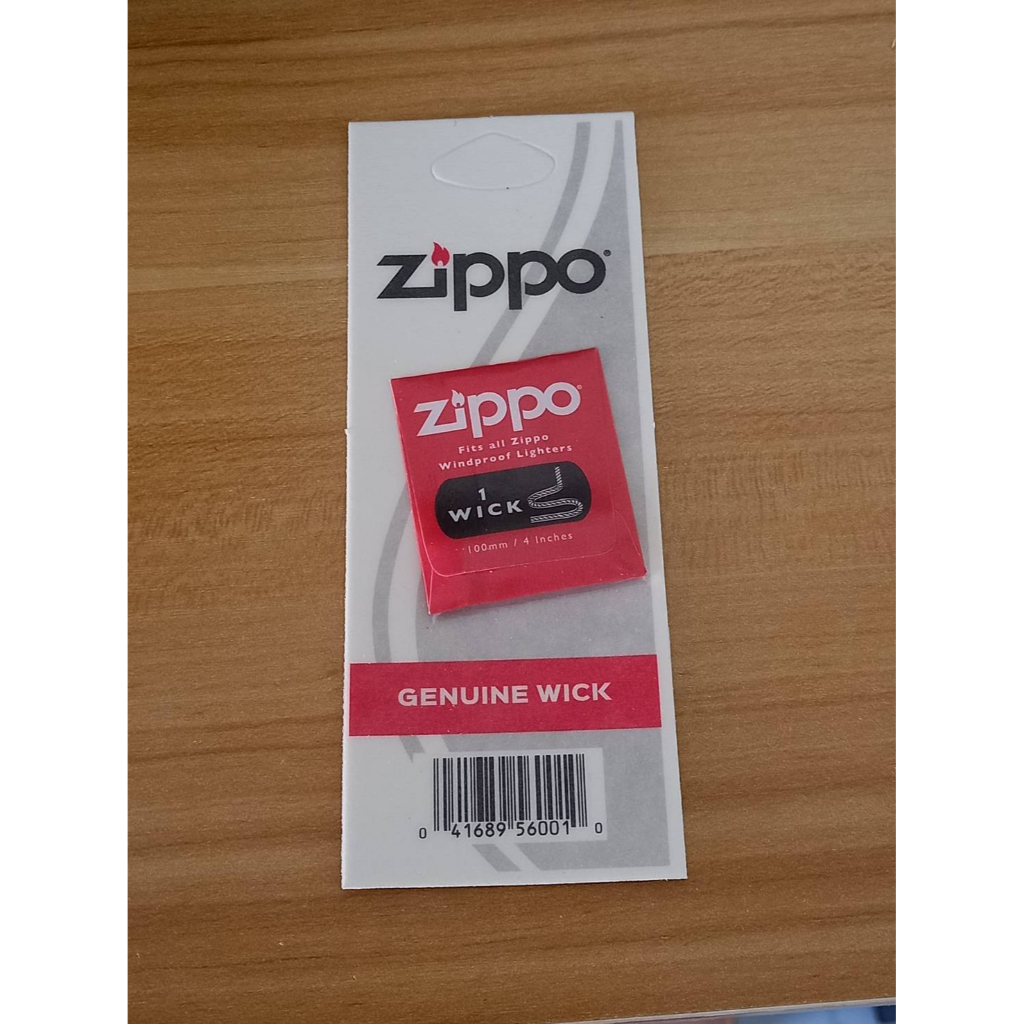 zippo®
zippo®
Fits all Zippo
Windproof Lighters
1
WICK
100mm / 4 Inches
GENUINE WICK
0 41689 56001 0